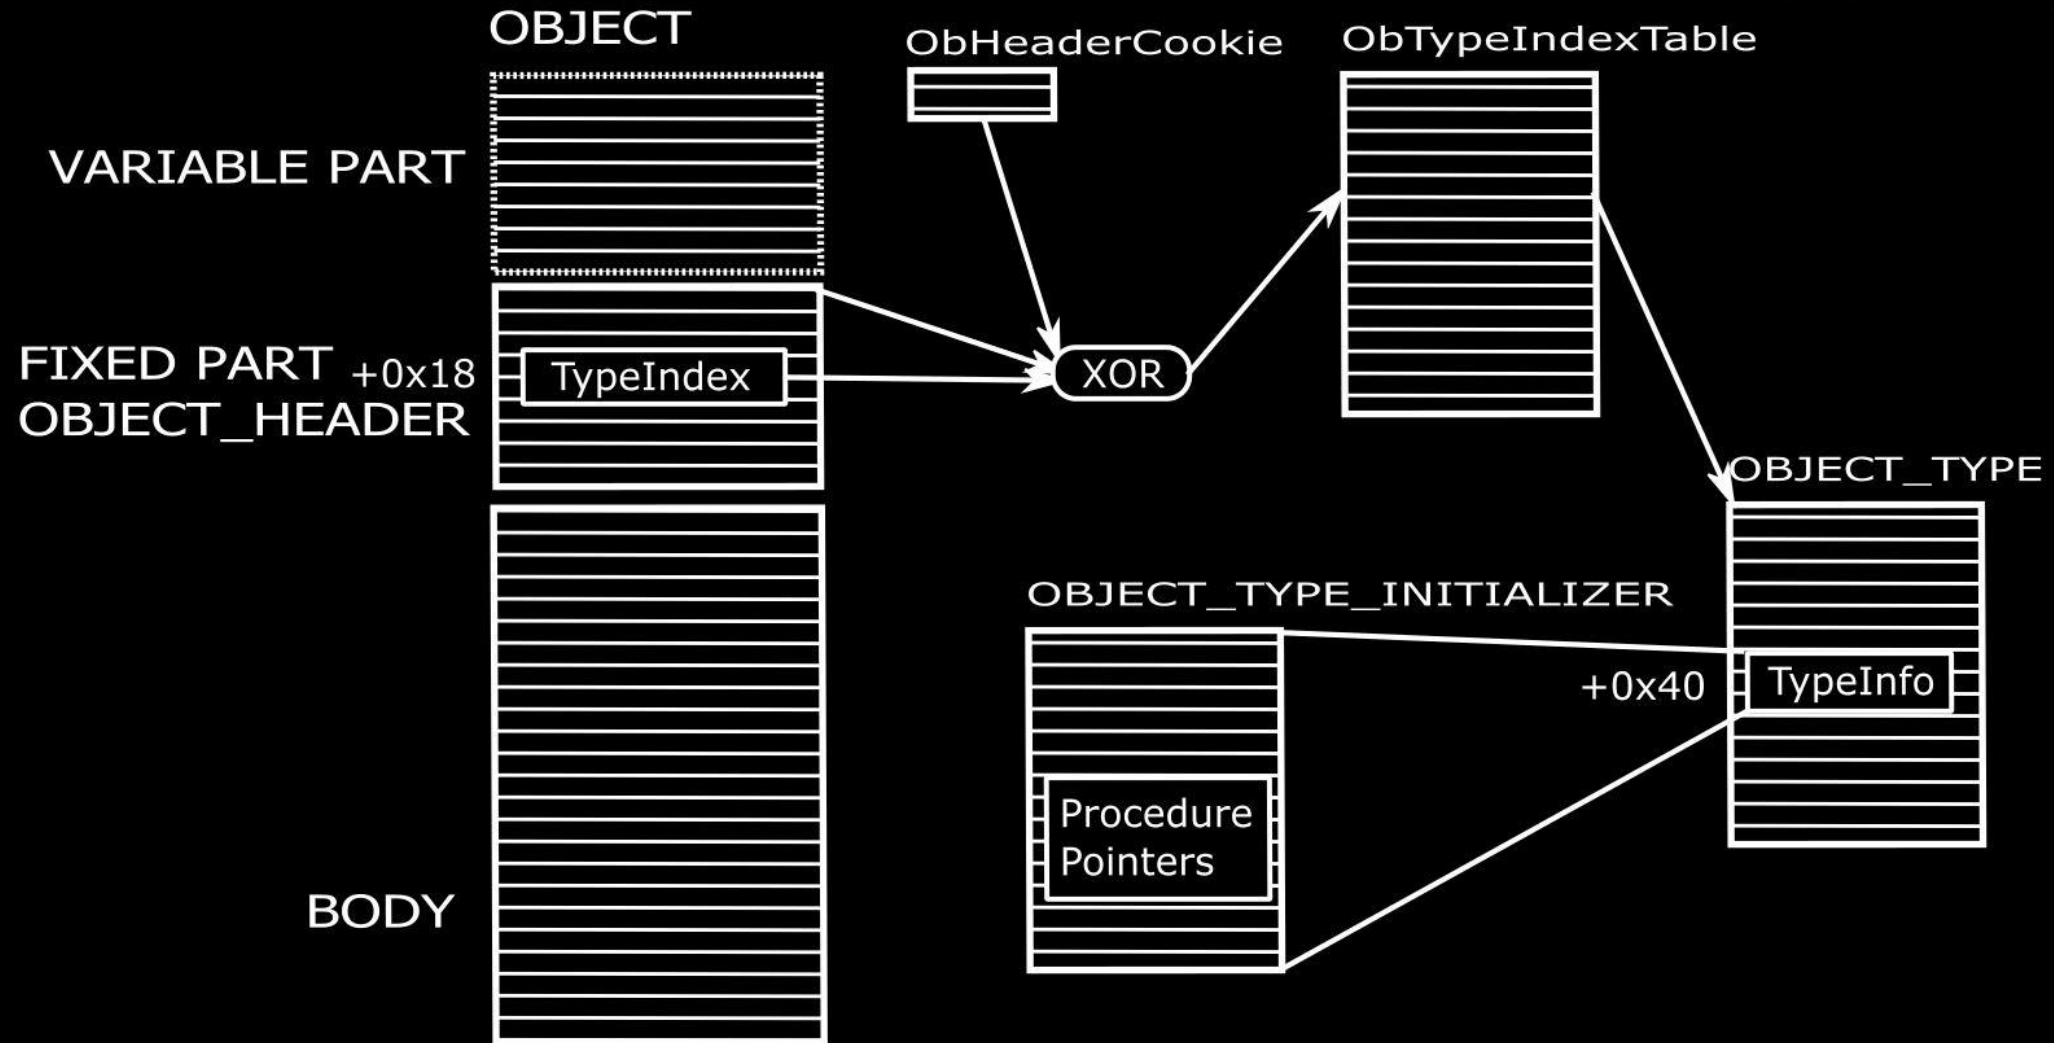 OBJECT
ObHeaderCookie
ObTypeIndexTable
VARIABLE PART
FIXED PART +0x18
OBJECT_HEADER
TypeIndex
XOR
OBJECT_TYPE
OBJECT_TYPE_INITIALIZER
+0x40
TypeInfo
Procedure
Pointers
BODY